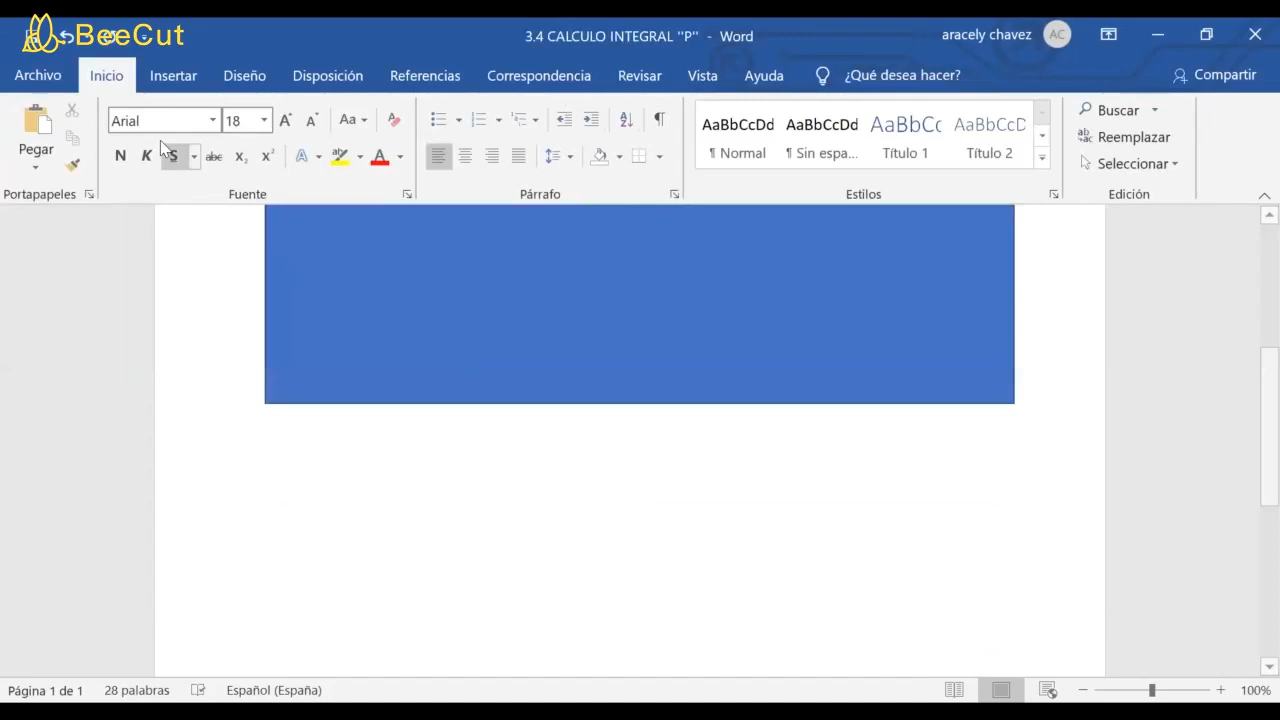 BeeCut
3.4 CALCULO INTEGRAL "P" - Word
aracely chavez
AC
Archivo
Inicio
Insertar
Diseño
Disposición
Referencias
Correspondencia
Revisar
Vista
Ayuda
¿Qué desea hacer?
Compartir
Pegar
Portapapeles
Arial
18
Aa
N
K
S
abc
x₂
x²
A
A
Fuente
Párrafo
AaBbCcDd
¶ Normal
AaBbCcDd
¶ Sin espa...
AaBbCc
Título 1
AaBbCcD
Título 2
Estilos
Buscar
Reemplazar
Seleccionar
Edición
Página 1 de 1
28 palabras
Español (España)
100%